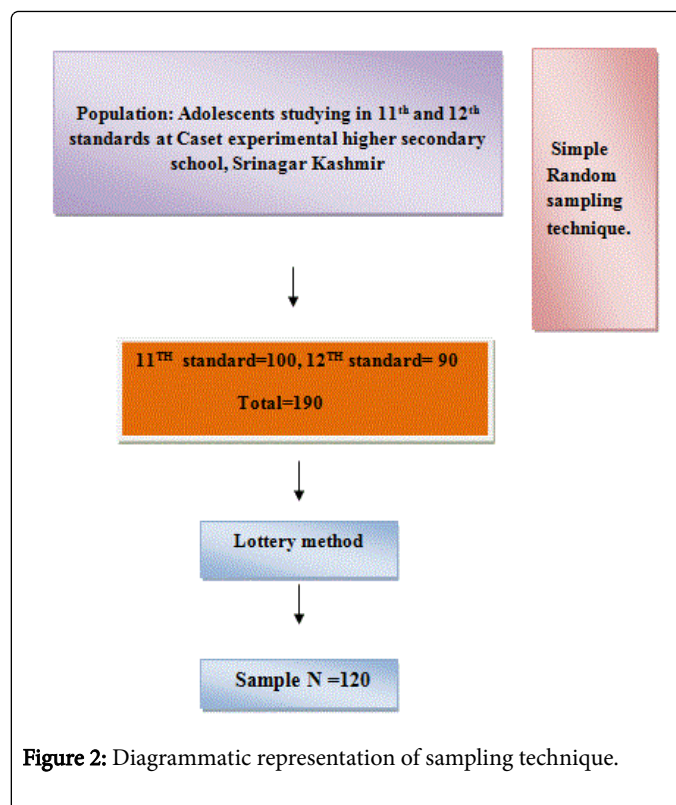 Population: Adolescents studying in 11th and 12th
standards at Caset experimental higher secondary
school, Srinagar Kashmir
Simple
Random
sampling
technique.
11TH standard=100, 12TH standard= 90
Total=190
Lottery method
Sample N =120
Figure 2: Diagrammatic representation of sampling technique.